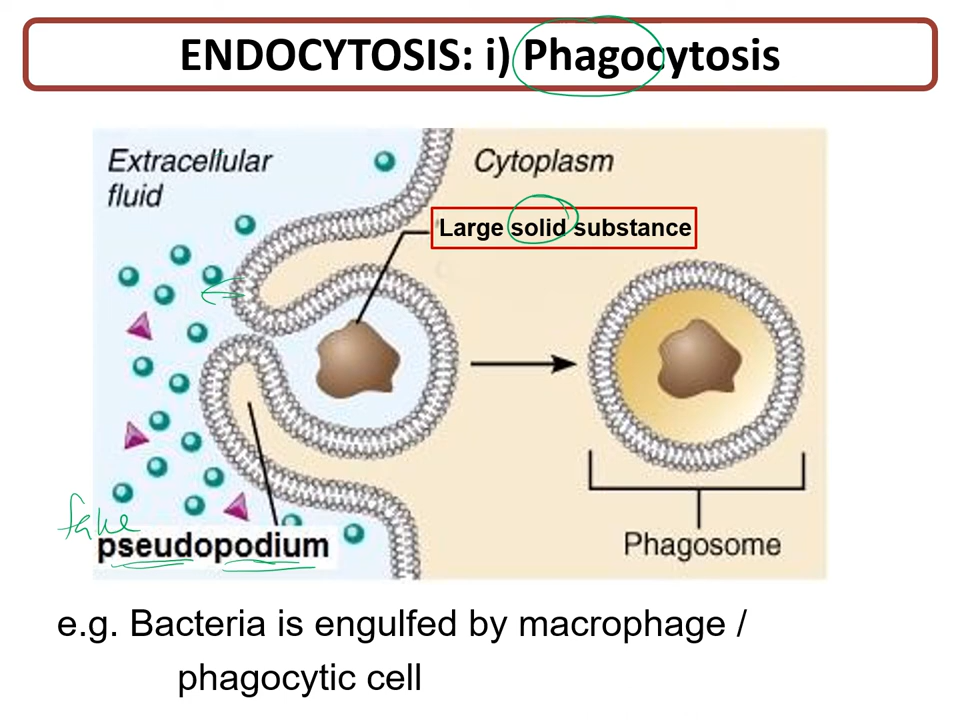 ENDOCYTOSIS: i) Phagocytosis
Extracellular
fluid
Cytoplasm
Large solid substance
fake
pseudopodium
Phagosome
e.g. Bacteria is engulfed by macrophage /
phagocytic cell